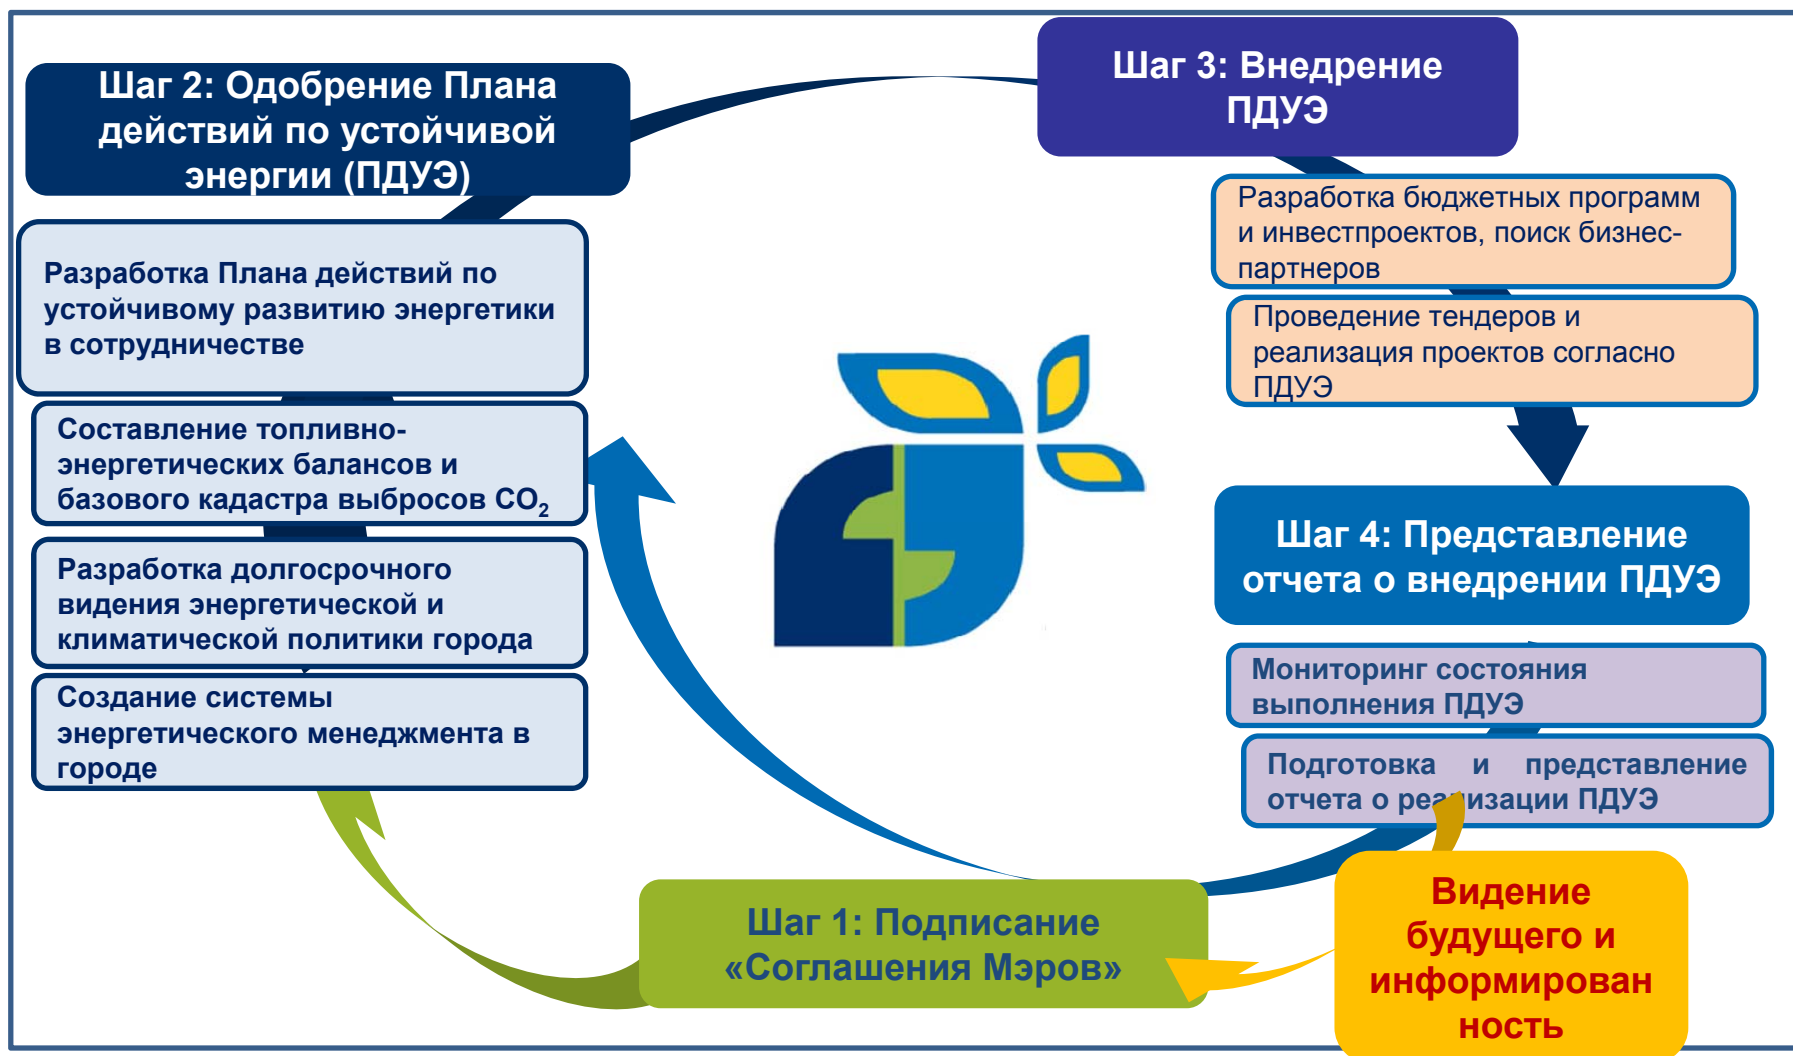 Шаг 2: Одобрение Плана
действий по устойчивой
энергии (ПДУЭ)
Разработка Плана действий по
устойчивому развитию энергетики
в сотрудничестве
Составление топливно-
энергетических балансов и
базового кадастра выбросов CO₂
Разработка долгосрочного
видения энергетической и
климатической политики города
Создание системы
энергетического менеджмента в
городе
Шаг 3: Внедрение
ПДУЭ
Разработка бюджетных программ
и инвестпроектов, поиск бизнес-
партнеров
Проведение тендеров и
реализация проектов согласно
ПДУЭ
Шаг 4: Представление
отчета о внедрении ПДУЭ
Мониторинг состояния
выполнения ПДУЭ
Подготовка и представление
отчета о реализации ПДУЭ
Шаг 1: Подписание
«Соглашения Мэров»
Видение
будущего и
информирован
ность